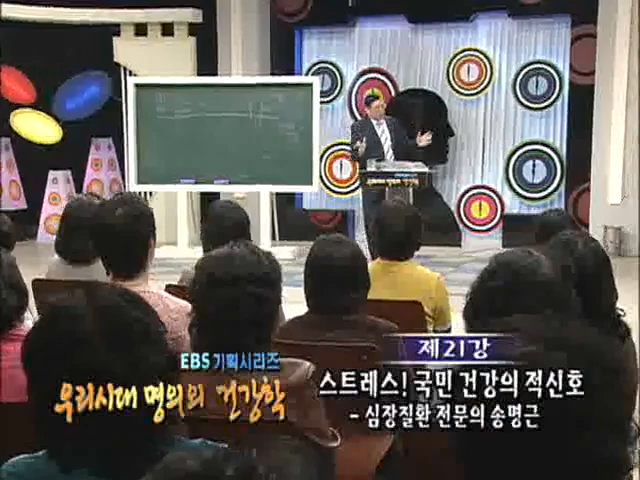 EBS 기획시리즈
우리시대 명의의 건강학
제21강
스트레스! 국민 건강의 적신호
- 심장질환 전문의 송명근